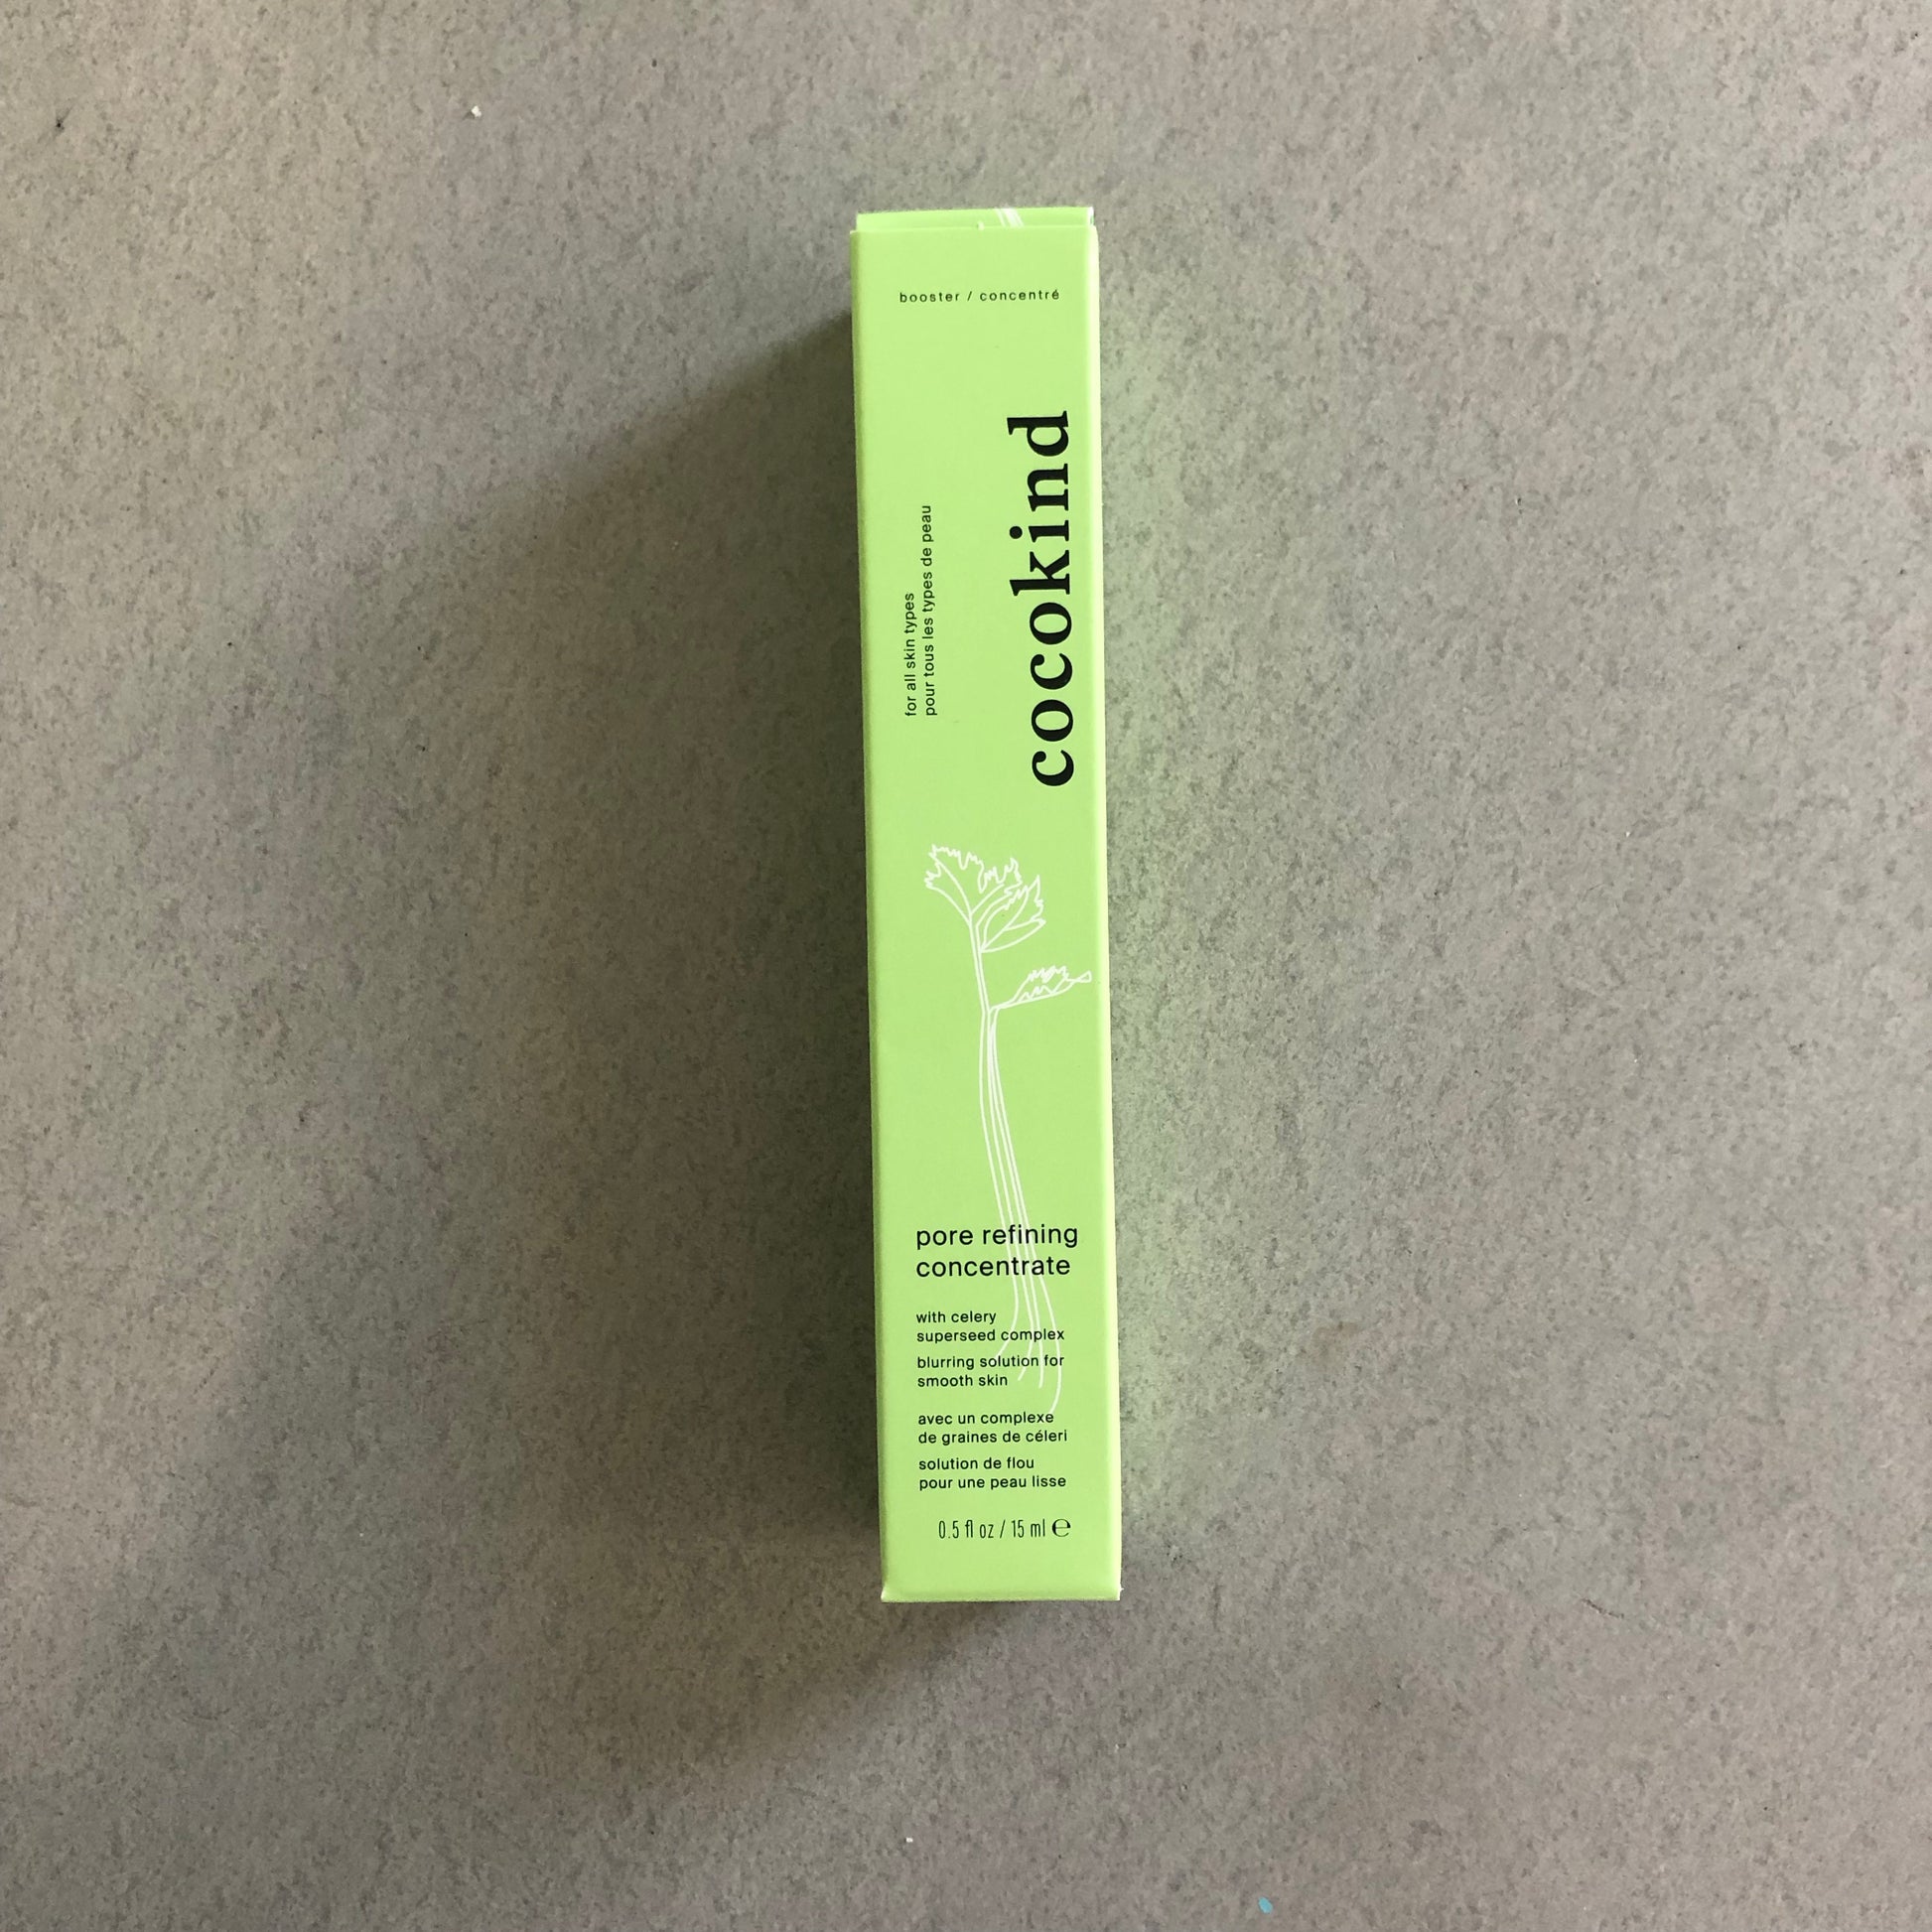 booster / concentré
cocokind
for all skin types
pour tous les types de peau
pore refining
concentrate
with celery
superseed complex
blurring solution for
smooth skin
avec un complexe
de graines de céleri
solution de flou
pour une peau lisse
0.5 fl oz / 15 ml ℮